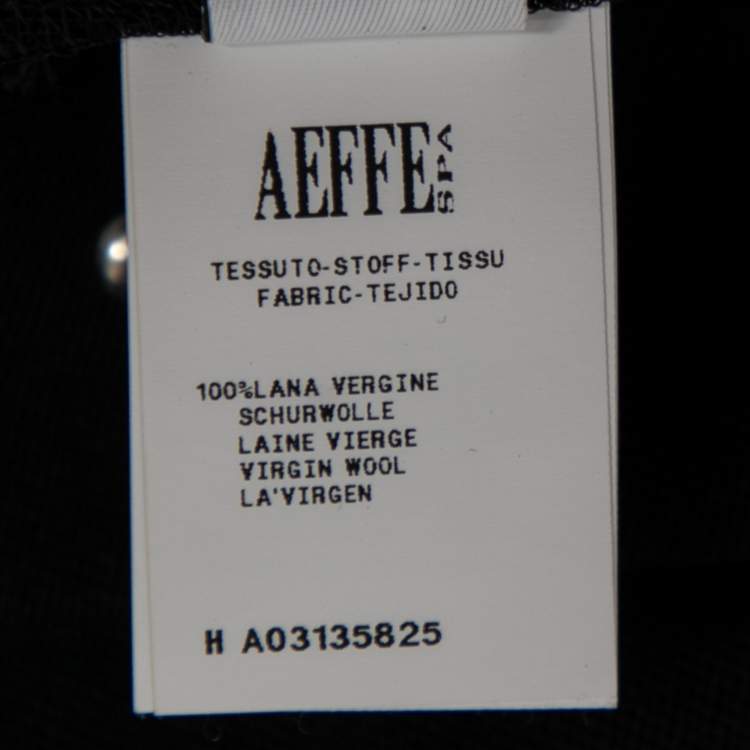 AEFFE SPA
TESSUTO-STOFF-TISSU
FABRIC-TEJIDO
100%LANA VERGINE
SCHURWOLLE
LAINE VIERGE
VIRGIN WOOL
LA'VIRGEN
H A03135825